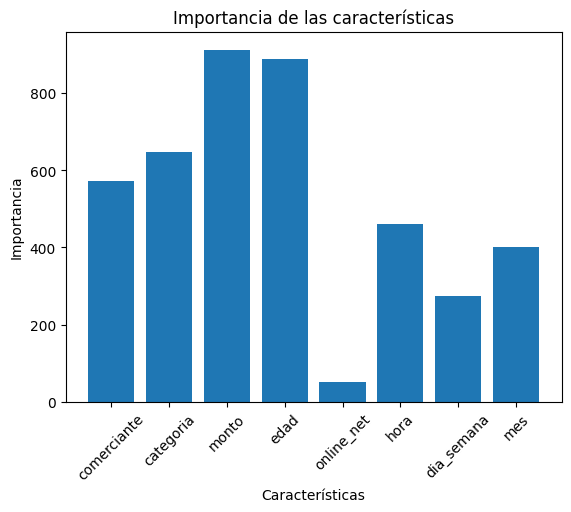 Importancia de las características
Importancia
800
600
400
200
0
comerciante
categoria
monto
edad
online_net
hora
dia_semana
mes
Características